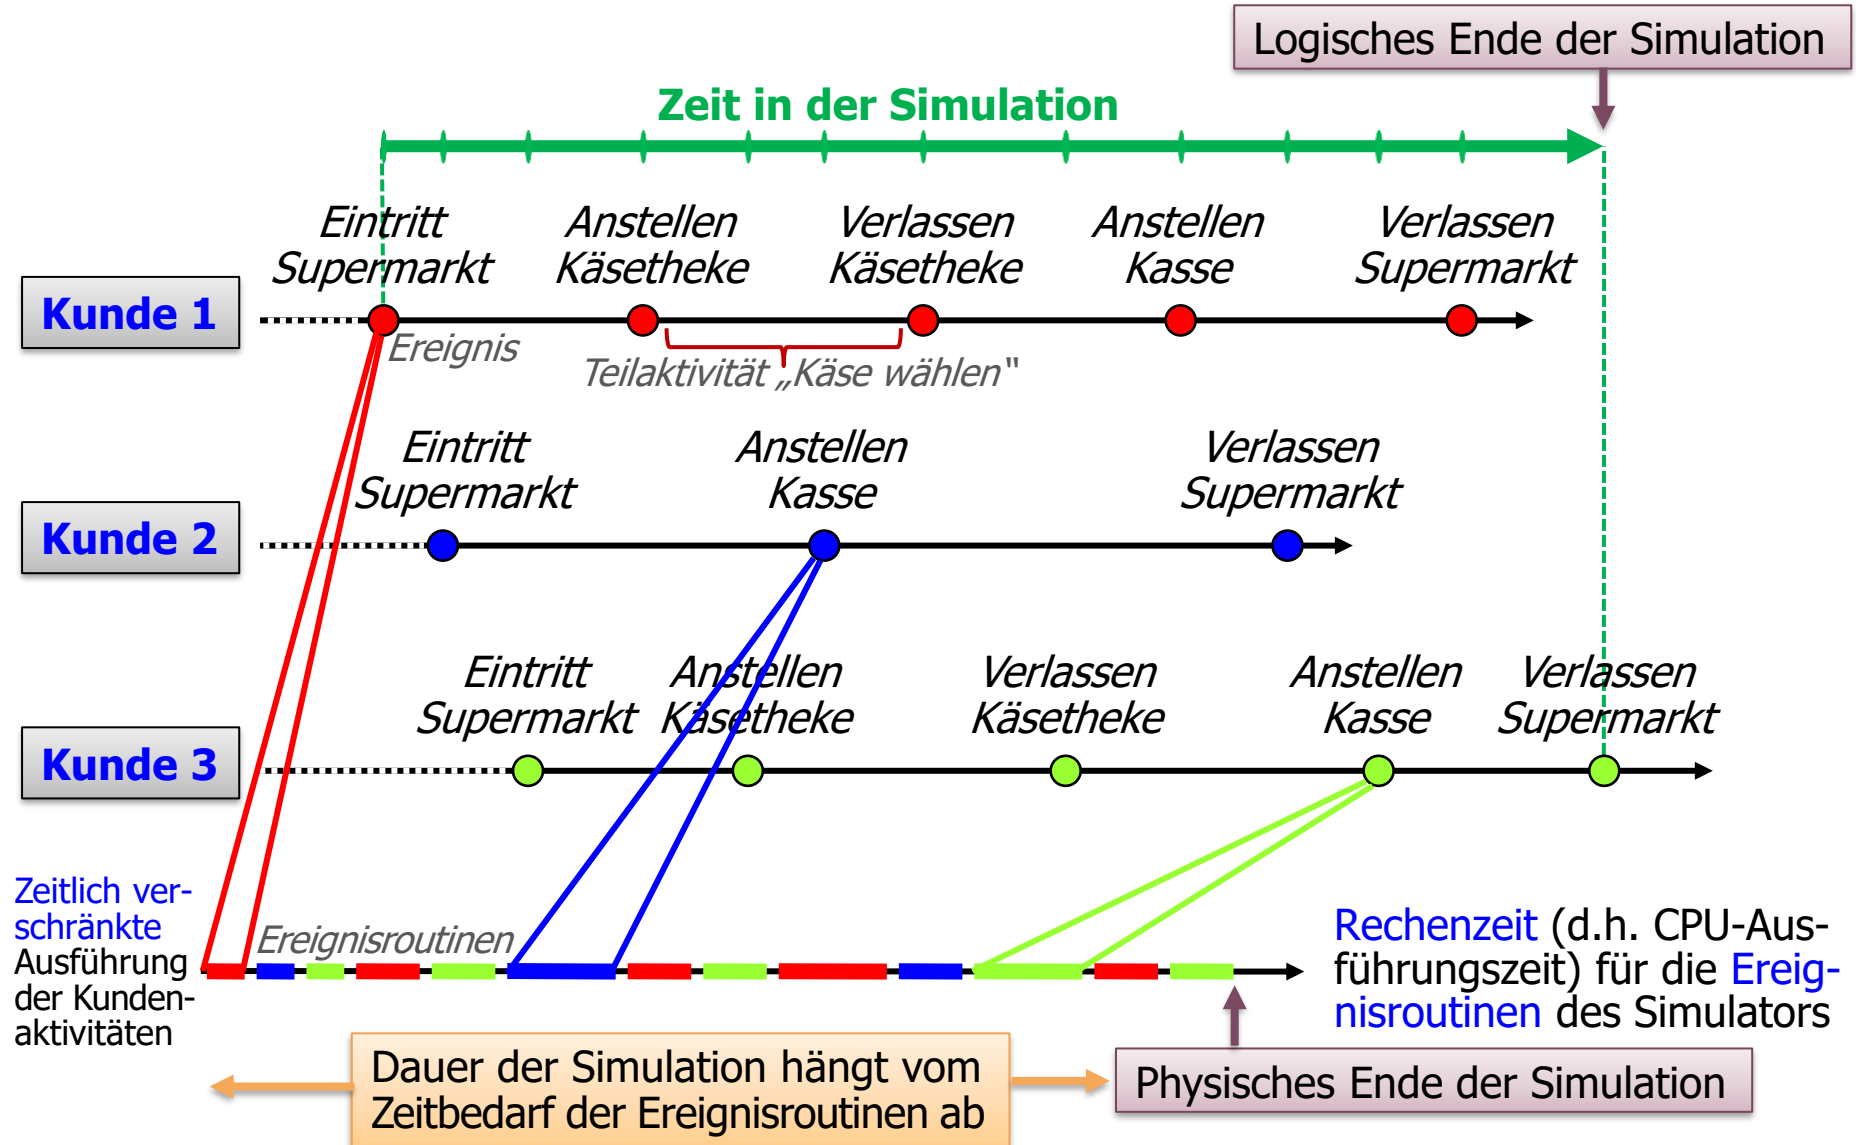 Logisches Ende der Simulation
Zeit in der Simulation
Eintritt
Supermarkt
Anstellen
Käsetheke
Verlassen
Käsetheke
Anstellen
Kasse
Verlassen
Supermarkt
Kunde 1
Ereignis
Teilaktivität „Käse wählen“
Eintritt
Supermarkt
Anstellen
Kasse
Verlassen
Supermarkt
Kunde 2
Eintritt
Supermarkt
Anstellen
Käsetheke
Verlassen
Käsetheke
Anstellen
Kasse
Verlassen
Supermarkt
Kunde 3
Zeitlich ver-
schränkte
Ausführung
der Kunden-
aktivitäten
Ereignisroutinen
Rechenzeit (d.h. CPU-Aus-
führungszeit) für die Ereig-
nisroutinen des Simulators
Dauer der Simulation hängt vom
Zeitbedarf der Ereignisroutinen ab
Physisches Ende der Simulation